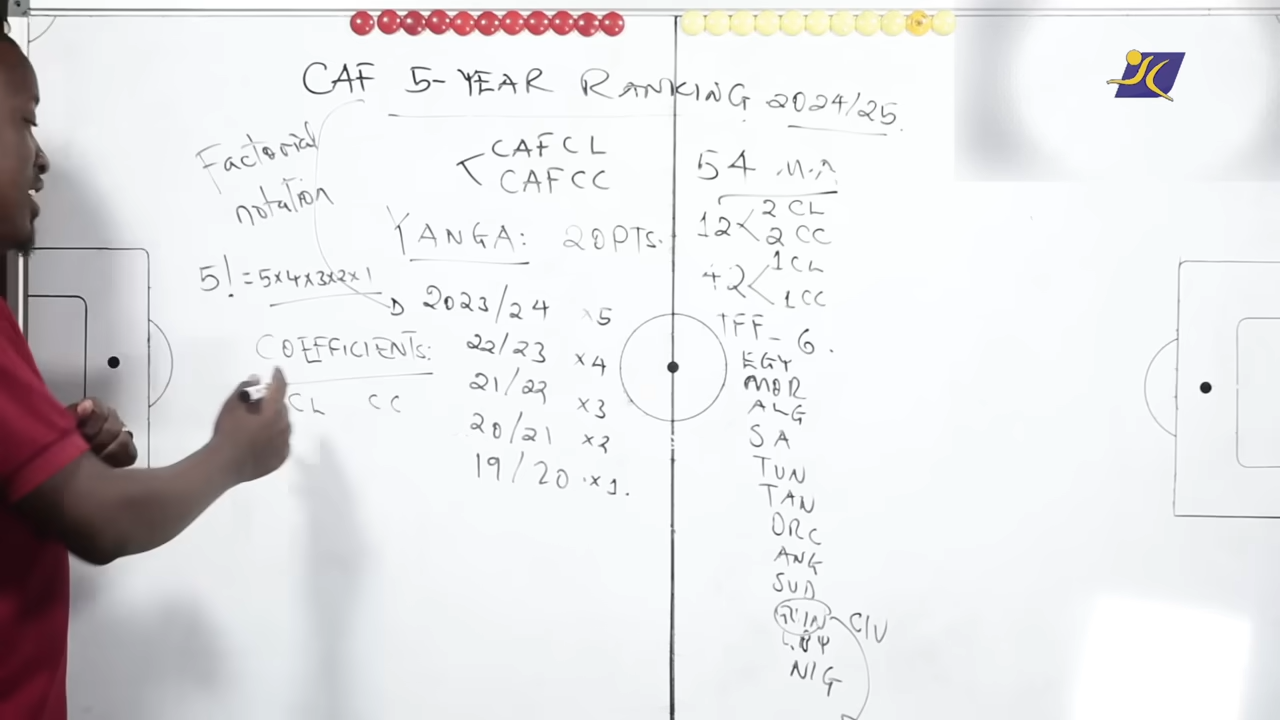 CAF 5-YEAR RANKING 2024/25.
Factorial
notation
5! = 5x4x3x2x1
COEFFICIENTS:
CL CC
CAFCL
CAFCC
YANGA: 20PTS.
2023/24 x5
22/23 x4
21/22 x3
20/21 x2
19/20 x1.
54 M.A
12 < 2 CL
2 CC
42 < 1 CL
1 CC
TFF - 6.
EGY
MOR
ALG
SA
TUN
TAN
DRC
ANG
SUD
GUIN CIV
LBY
NIG